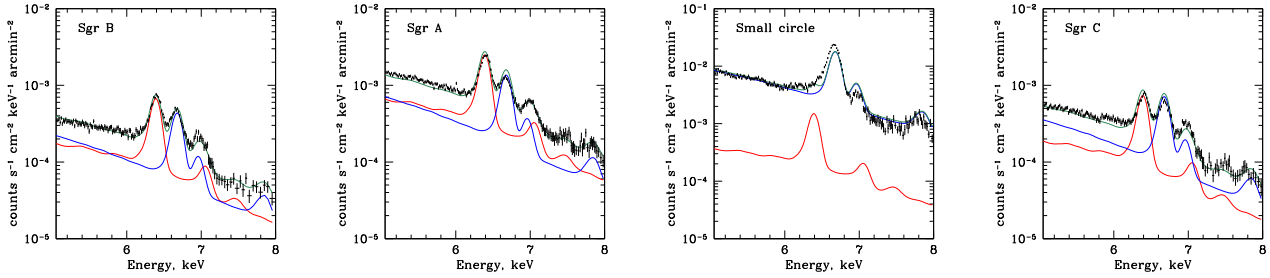 Sgr B
10⁻²
10⁻³
10⁻⁴
10⁻⁵
counts s⁻¹ cm⁻² keV⁻¹ arcmin⁻²
6 7 8
Energy, keV
Sgr A
10⁻²
10⁻³
10⁻⁴
10⁻⁵
counts s⁻¹ cm⁻² keV⁻¹ arcmin⁻²
6 7 8
Energy, keV
Small circle
10⁻¹
10⁻²
10⁻³
10⁻⁴
10⁻⁵
counts s⁻¹ cm⁻² keV⁻¹ arcmin⁻²
6 7 8
Energy, keV
Sgr C
10⁻²
10⁻³
10⁻⁴
10⁻⁵
counts s⁻¹ cm⁻² keV⁻¹ arcmin⁻²
6 7 8
Energy, keV